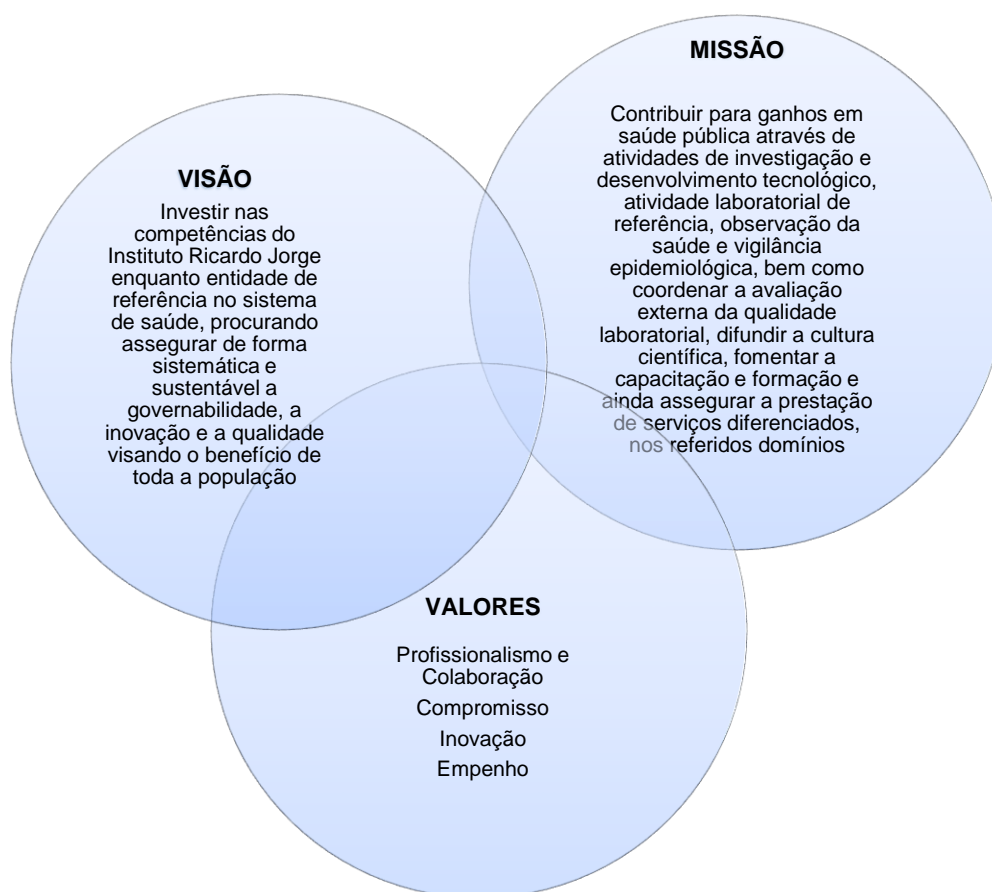 MISSÃO
Contribuir para ganhos em
saúde pública através de
atividades de investigação e
desenvolvimento tecnológico,
atividade laboratorial de
referência, observação da
saúde e vigilância
epidemiológica, bem como
coordenar a avaliação
externa da qualidade
laboratorial, difundir a cultura
científica, fomentar a
capacitação e formação e
ainda assegurar a prestação
de serviços diferenciados,
nos referidos domínios
VISÃO
Investir nas
competências do
Instituto Ricardo Jorge
enquanto entidade de
referência no sistema
de saúde, procurando
assegurar de forma
sistemática e
sustentável a
governabilidade, a
inovação e a qualidade
visando o benefício de
toda a população
VALORES
Profissionalismo e
Colaboração
Compromisso
Inovação
Empenho